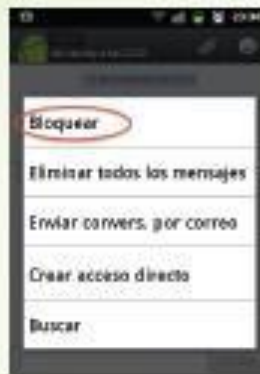 Bloquear
Eliminar todos los mensajes
Enviar convers. por correo
Crear acceso directo
Buscar